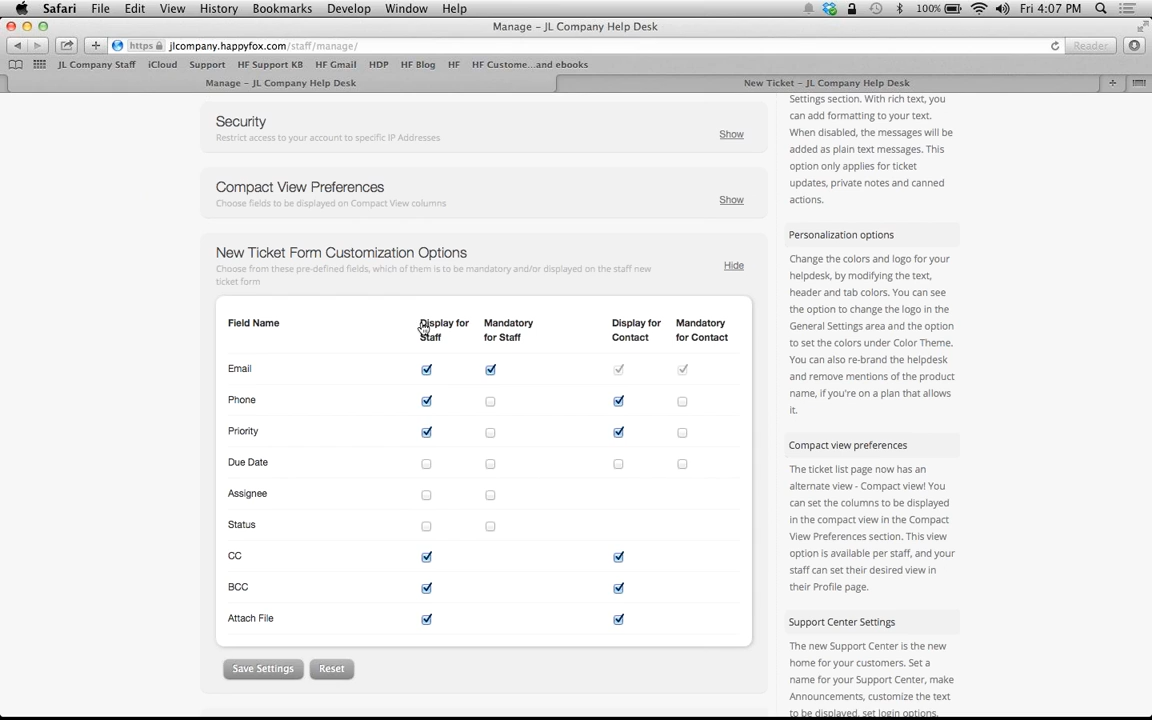 Safari File Edit View History Bookmarks Develop Window Help 100% Fri 4:07 PM
Manage – JL Company Help Desk
https jlcompany.happyfox.com/staff/manage/ Reader
JL Company Staff iCloud Support HF Support KB HF Gmail HDP HF Blog HF HF Custome...and ebooks
Manage – JL Company Help Desk New Ticket – JL Company Help Desk
Security
Restrict access to your account to specific IP Addresses
Show
Compact View Preferences
Choose fields to be displayed on Compact View columns
Show
New Ticket Form Customization Options
Choose from these pre-defined fields, which of them is to be mandatory and/or displayed on the staff new
ticket form
Hide
Field Name Display for Mandatory Display for Mandatory
Staff for Staff Contact for Contact
Email
Phone
Priority
Due Date
Assignee
Status
CC
BCC
Attach File
Save Settings Reset
Settings section. With rich text, you
can add formatting to your text.
When disabled, the messages will be
added as plain text messages. This
option only applies for ticket
updates, private notes and canned
actions.
Personalization options
Change the colors and logo for your
helpdesk, by modifying the text,
header and tab colors. You can see
the option to change the logo in the
General Settings area and the option
to set the colors under Color Theme.
You can also re-brand the helpdesk
and remove mentions of the product
name, if you're on a plan that allows
it.
Compact view preferences
The ticket list page now has an
alternate view - Compact view! You
can set the columns to be displayed
in the compact view in the Compact
View Preferences section. This view
option is available per staff, and your
staff can set their desired view in
their Profile page.
Support Center Settings
The new Support Center is the new
home for your customers. Set a
name for your Support Center, make
Announcements, customize the text
to be displayed, set login options,